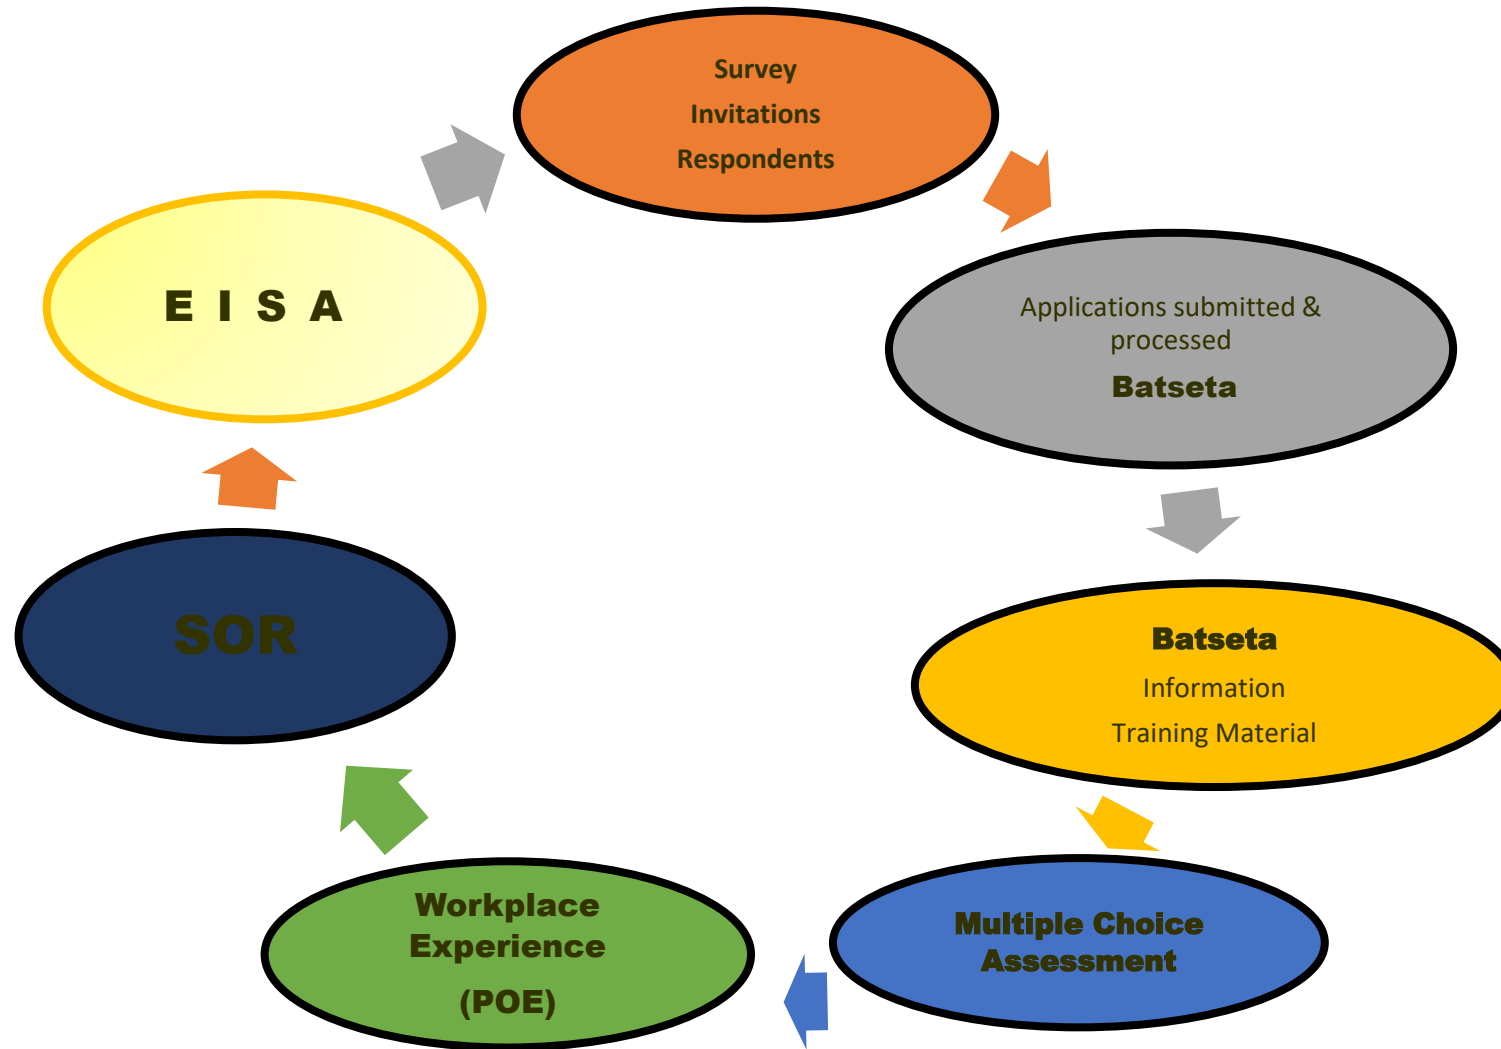 Survey
Invitations
Respondents
Applications submitted &
processed
Batseta
Batseta
Information
Training Material
Multiple Choice
Assessment
Workplace
Experience
(POE)
SOR
E I S A